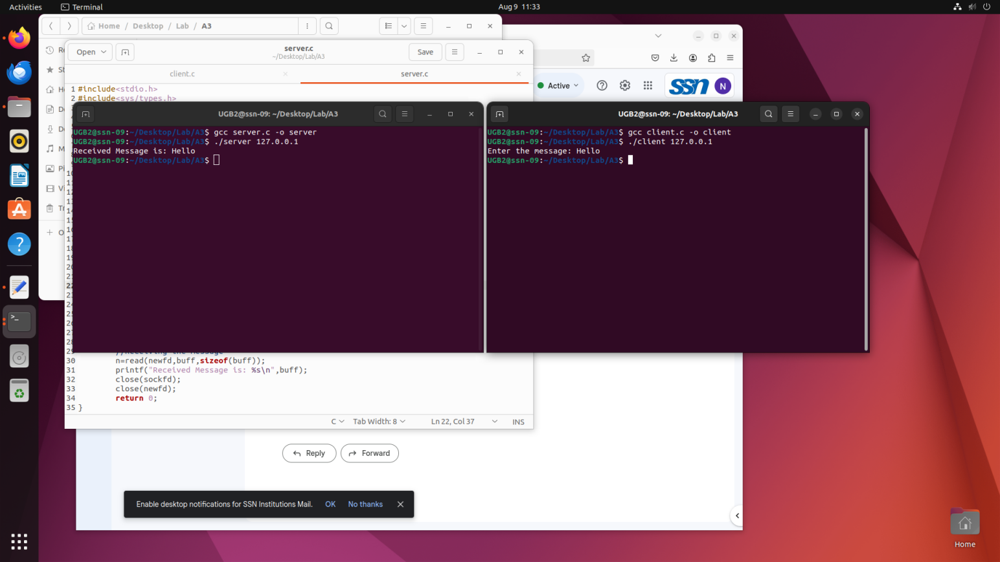 Activities
Terminal
Aug 9 11:33
Home / Desktop / Lab / A3
Open
server.c
~/Desktop/Lab/A3
Save
client.c
server.c
Active
ssn
N
1 #include<stdio.h>
2 #include<sys/types.h>
UGB2@ssn-09: ~/Desktop/Lab/A3
UGB2@ssn-09:~/Desktop/Lab/A3$ gcc server.c -o server
UGB2@ssn-09:~/Desktop/Lab/A3$ ./server 127.0.0.1
Received Message is: Hello
UGB2@ssn-09:~/Desktop/Lab/A3$
UGB2@ssn-09: ~/Desktop/Lab/A3
UGB2@ssn-09:~/Desktop/Lab/A3$ gcc client.c -o client
UGB2@ssn-09:~/Desktop/Lab/A3$ ./client 127.0.0.1
Enter the message: Hello
UGB2@ssn-09:~/Desktop/Lab/A3$
30 n=read(newfd,buff,sizeof(buff));
31 printf("Received Message is: %s\n",buff);
32 close(sockfd);
33 close(newfd);
34 return 0;
35 }
C
Tab Width: 8
Ln 22, Col 37
INS
Reply
Forward
Enable desktop notifications for SSN Institutions Mail. OK No thanks
Home